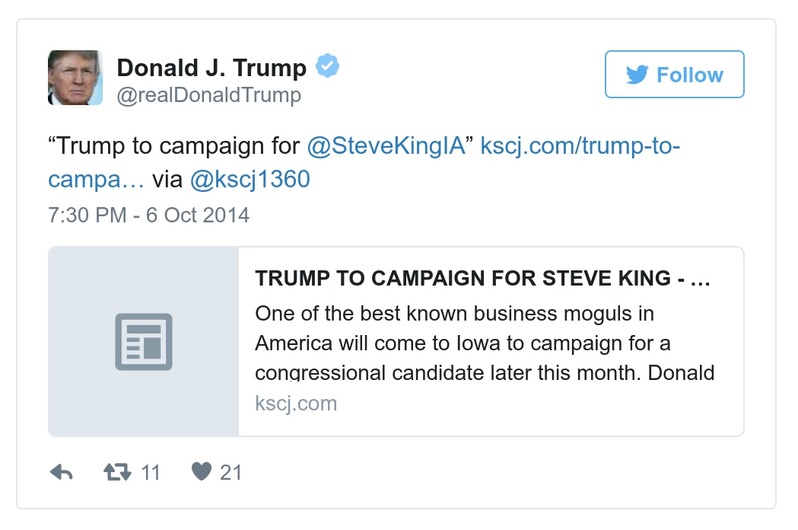 Donald J. Trump
@realDonaldTrump
Follow
“Trump to campaign for @SteveKingIA” kscj.com/trump-to-
campa… via @kscj1360
7:30 PM - 6 Oct 2014
TRUMP TO CAMPAIGN FOR STEVE KING - …
One of the best known business moguls in
America will come to Iowa to campaign for a
congressional candidate later this month. Donald
kscj.com
11 21